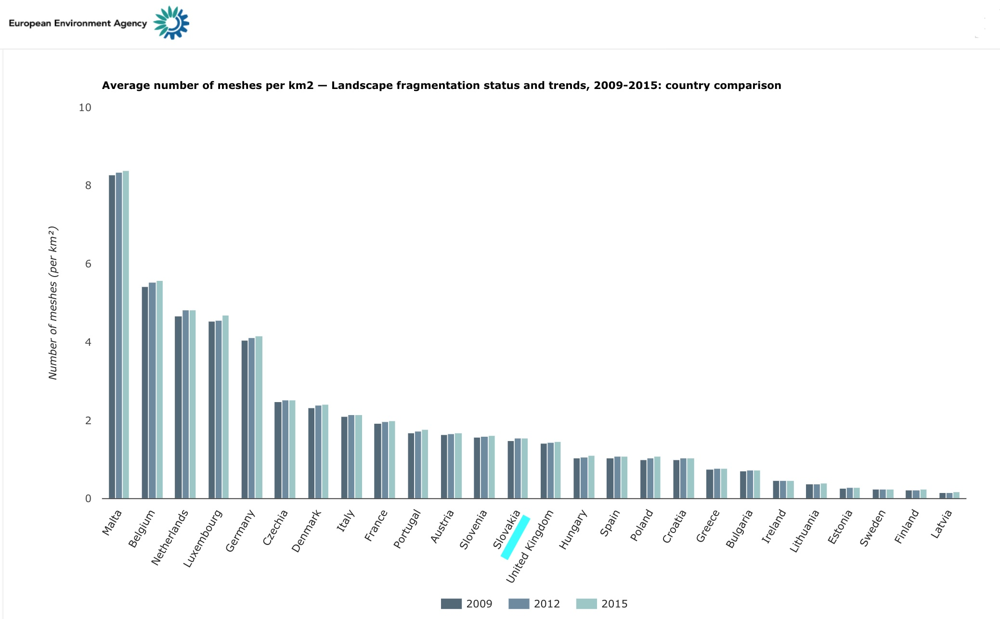 European Environment Agency
Average number of meshes per km2 — Landscape fragmentation status and trends, 2009-2015: country comparison
Number of meshes (per km²)
10
8
6
4
2
0
Malta
Belgium
Netherlands
Luxembourg
Germany
Czechia
Denmark
Italy
France
Portugal
Austria
Slovenia
Slovakia
United Kingdom
Hungary
Spain
Poland
Croatia
Greece
Bulgaria
Ireland
Lithuania
Estonia
Sweden
Finland
Latvia
2009 2012 2015